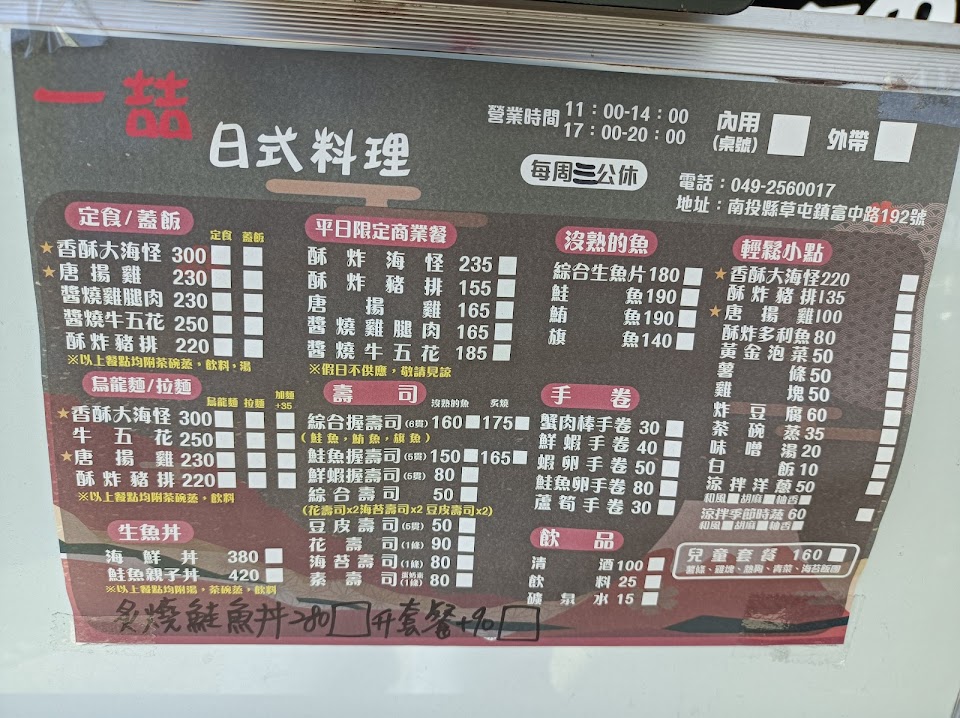 一喆
日式料理
營業時間 11：00-14：00
17：00-20：00
內用
(桌號)
外帶
每周三公休
電話：049-2560017
地址：南投縣草屯鎮富中路192號
定食/蓋飯
定食 蓋飯
★香酥大海怪 300
★唐揚雞 230
醬燒雞腿肉 230
醬燒牛五花 250
酥炸豬排 220
※以上餐點均附茶碗蒸，飲料，湯
烏龍麵/拉麵
烏龍麵 拉麵 加麵+35
★香酥大海怪 300
牛五花 250
★唐揚雞 230
酥炸豬排 220
※以上餐點均附茶碗蒸，飲料
生魚丼
海鮮丼 380
鮭魚親子丼 420
※以上餐點均附湯，茶碗蒸，飲料
平日限定商業餐
酥炸海怪 235
酥炸豬排 155
唐揚雞 165
醬燒雞腿肉 165
醬燒牛五花 185
※假日不供應，敬請見諒
壽司
沒熟的魚 炙燒
綜合握壽司(6貫) 160 175
(鮭魚，鮪魚，旗魚)
鮭魚握壽司(5貫) 150 165
鮮蝦握壽司(5貫) 80
綜合壽司 50
(花壽司x2海苔壽司x2豆皮壽司x2)
豆皮壽司(5貫) 50
花壽司(1條) 90
海苔壽司(1條) 80
素壽司(蛋奶素)(1條) 80
沒熟的魚
綜合生魚片 180
鮭魚 190
鮪魚 190
旗魚 140
手卷
蟹肉棒手卷 30
鮮蝦手卷 40
蝦卵手卷 50
鮭魚卵手卷 80
蘆筍手卷 30
飲品
清酒 100
飲料 25
礦泉水 15
輕鬆小點
★香酥大海怪 220
酥炸豬排 135
★唐揚雞 100
酥炸多利魚 80
黃金泡菜 50
薯條 50
雞塊 50
炸豆腐 60
茶碗蒸 35
味噌湯 20
白飯 10
涼拌洋蔥 50
和風 胡麻 柚香
涼拌季節時蔬 60
和風 胡麻 柚香
兒童套餐 160
薯條、雞塊、熱狗、青菜、海苔飯糰
炙燒鮭魚丼280 升套餐+90